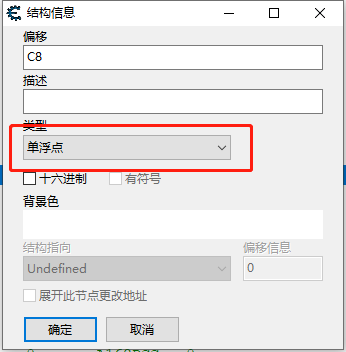 结构信息
偏移
C8
描述
类型
单浮点
十六进制 有符号
背景色
结构指向 偏移信息
Undefined 0
展开此节点更改地址
确定 取消